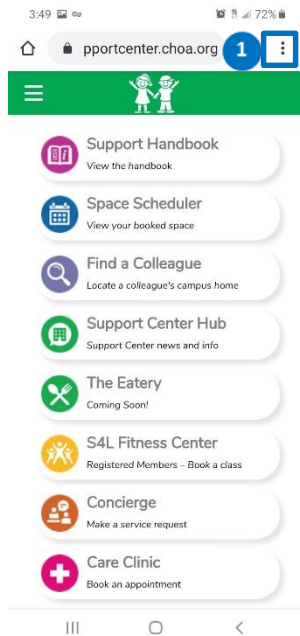 3:49 72%
pportcenter.choa.org 1
Support Handbook
View the handbook
Space Scheduler
View your booked space
Find a Colleague
Locate a colleague's campus home
Support Center Hub
Support Center news and info
The Eatery
Coming Soon!
S4L Fitness Center
Registered Members – Book a class
Concierge
Make a service request
Care Clinic
Book an appointment